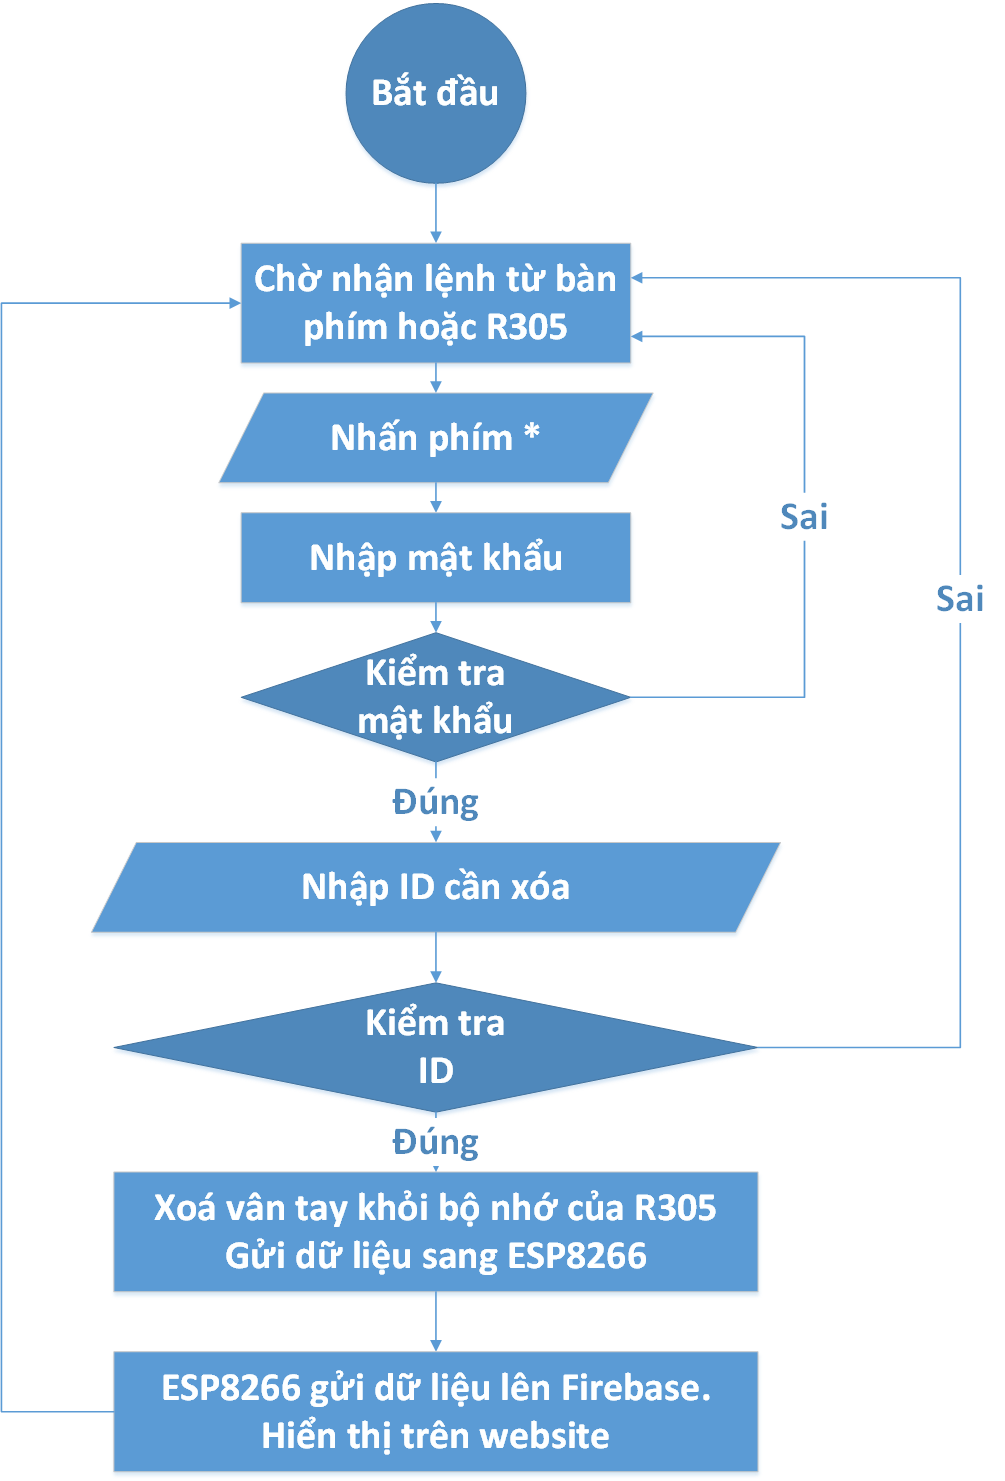 Bắt đầu
Chờ nhận lệnh từ bàn
phím hoặc R305
Nhấn phím *
Sai
Nhập mật khẩu
Sai
Kiểm tra
mật khẩu
Đúng
Nhập ID cần xóa
Kiểm tra
ID
Đúng
Xoá vân tay khỏi bộ nhớ của R305
Gửi dữ liệu sang ESP8266
ESP8266 gửi dữ liệu lên Firebase.
Hiển thị trên website